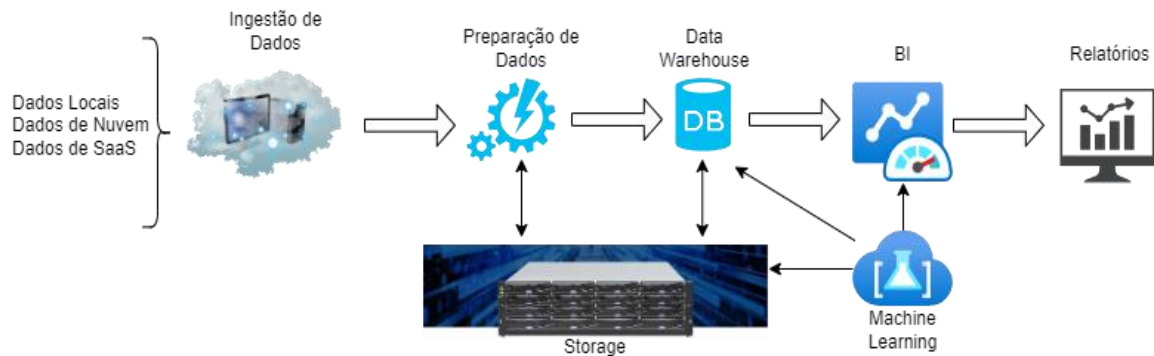 Ingestão de
Dados
Dados Locais
Dados de Nuvem
Dados de SaaS
Preparação de
Dados
Data
Warehouse
DB
BI
Relatórios
Storage
Machine
Learning